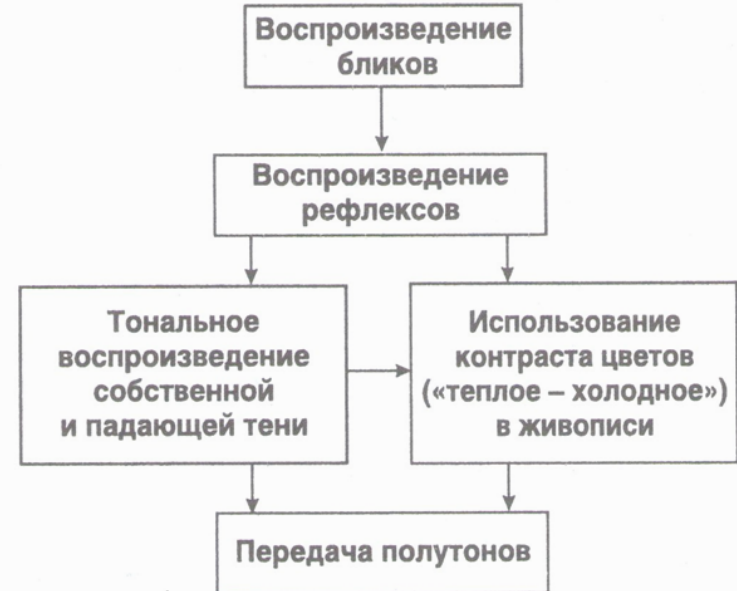 Воспроизведение
бликов
Воспроизведение
рефлексов
Тональное
воспроизведение
собственной
и падающей тени
Использование
контраста цветов
(«теплое – холодное»)
в живописи
Передача полутонов